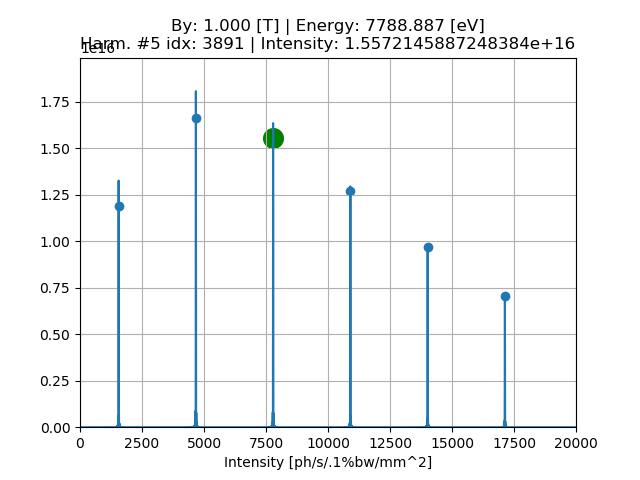 By: 1.000 [T] | Energy: 7788.887 [eV]
Harm. #5 idx: 3891 | Intensity: 1.5572145887248384e+16
1e16
1.75
1.50
1.25
1.00
0.75
0.50
0.25
0.00
0 2500 5000 7500 10000 12500 15000 17500 20000
Intensity [ph/s/.1%bw/mm^2]